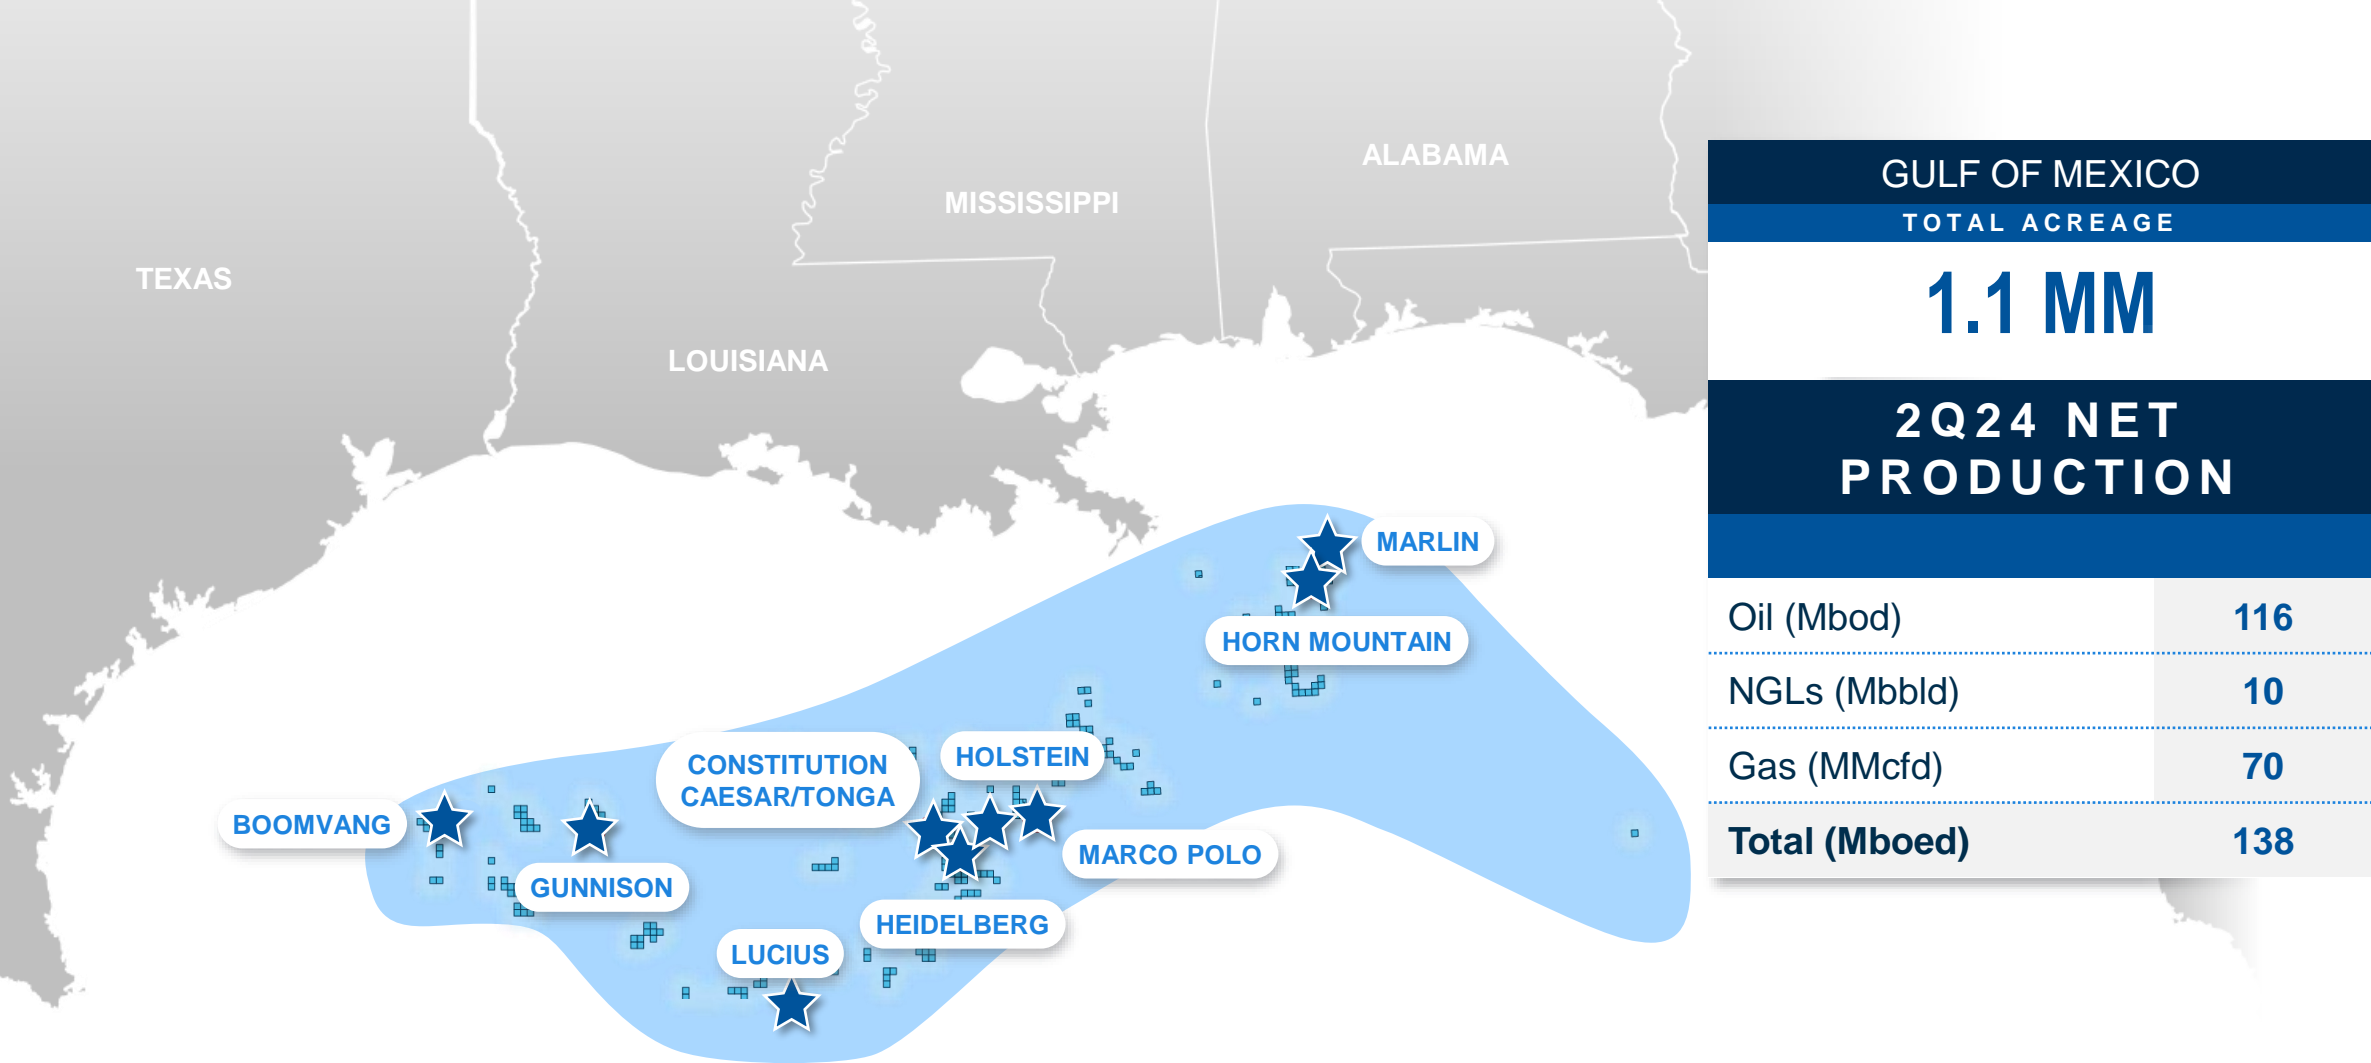 ALABAMA
MISSISSIPPI
TEXAS
LOUISIANA
MARLIN
HORN MOUNTAIN
CONSTITUTION
CAESAR/TONGA
HOLSTEIN
BOOMVANG
MARCO POLO
GUNNISON
HEIDELBERG
LUCIUS
GULF OF MEXICO
TOTAL ACREAGE
1.1 MM
2Q24 NET
PRODUCTION
Oil (Mbod) 116
NGLs (Mbbld) 10
Gas (MMcfd) 70
Total (Mboed) 138